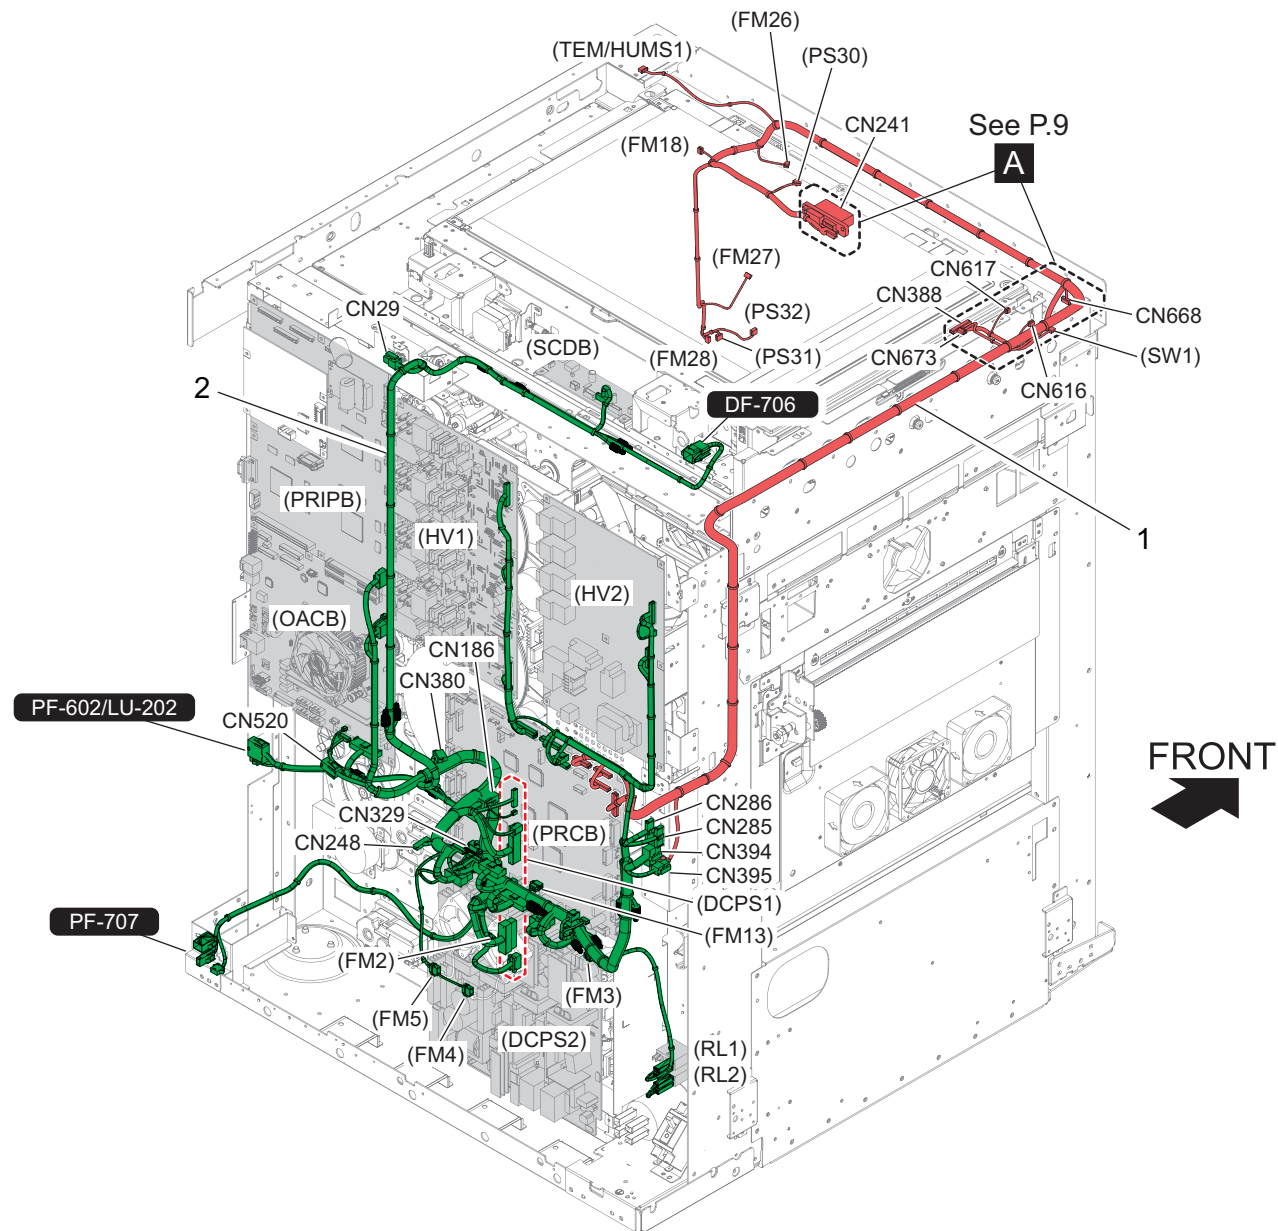 (FM26)
(TEM/HUMS1)
(PS30)
CN241
See P.9
A
(FM18)
(FM27)
CN617
CN388
(PS32)
CN29
CN668
(SCDB)
(FM28)
(PS31)
CN673
(SW1)
CN616
2
DF-706
(PRIPB)
(HV1)
1
(HV2)
(OACB)
CN186
CN380
PF-602/LU-202
CN520
FRONT
CN286
CN329
(PRCB)
CN285
CN248
CN394
CN395
(DCPS1)
PF-707
(FM13)
(FM2)
(FM3)
(FM5)
(DCPS2)
(FM4)
(RL1)
(RL2)